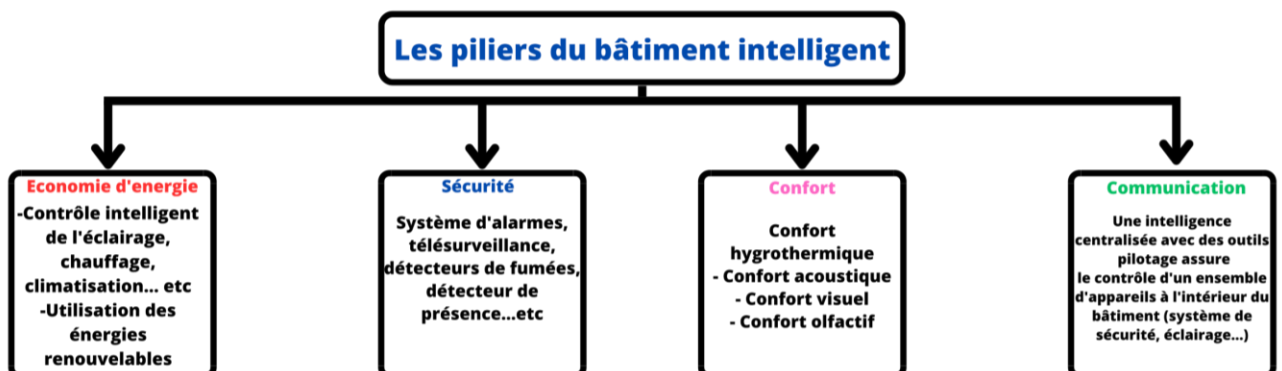 Les piliers du bâtiment intelligent
Economie d'energie
-Contrôle intelligent
de l'éclairage,
chauffage,
climatisation... etc
-Utilisation des
énergies
renouvelables
Sécurité
Système d'alarmes,
télésurveillance,
détecteurs de fumées,
détecteur de
présence...etc
Confort
Confort
hygrothermique
- Confort acoustique
- Confort visuel
- Confort olfactif
Communication
Une intelligence
centralisée avec des outils
pilotage assure
le contrôle d'un ensemble
d'appareils à l'intérieur du
bâtiment (système de
sécurité, éclairage...)